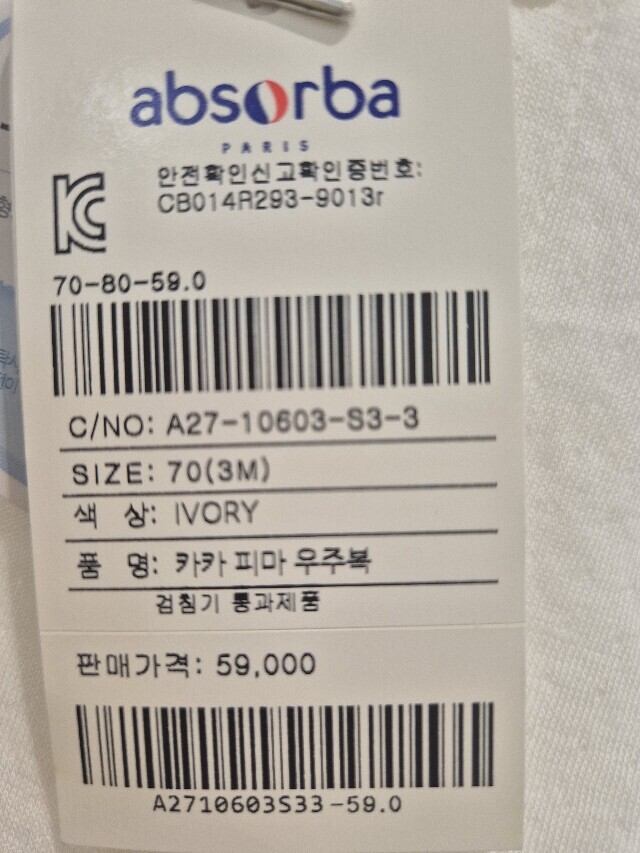 absorba
PARIS
안전확인신고확인증번호:
CB014R293-9013r
70-80-59.0
C/NO: A27-10603-S3-3
SIZE: 70(3M)
색 상: IVORY
품 명: 카카 피마 우주복
검침기 통과제품
판매가격: 59,000
A2710603S33-59.0